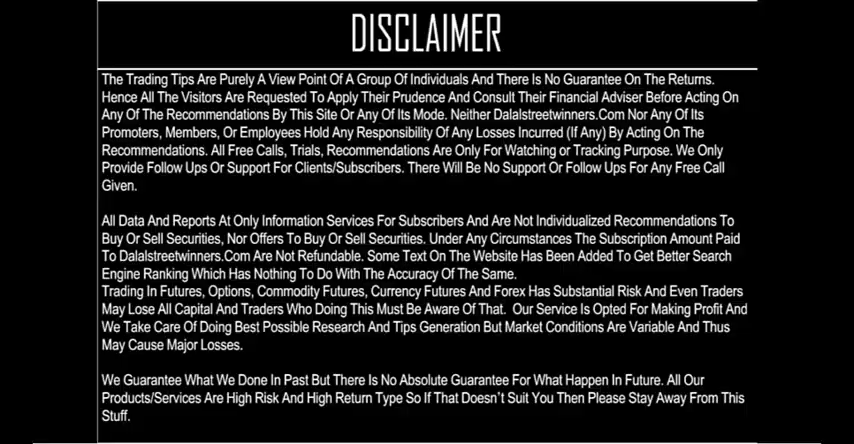 DISCLAIMER
The Trading Tips Are Purely A View Point Of A Group Of Individuals And There Is No Guarantee On The Returns.
Hence All The Visitors Are Requested To Apply Their Prudence And Consult Their Financial Adviser Before Acting On
Any Of The Recommendations By This Site Or Any Of Its Mode. Neither Dalalstreetwinners.Com Nor Any Of Its
Promoters, Members, Or Employees Hold Any Responsibility Of Any Losses Incurred (If Any) By Acting On The
Recommendations. All Free Calls, Trials, Recommendations Are Only For Watching or Tracking Purpose. We Only
Provide Follow Ups Or Support For Clients/Subscribers. There Will Be No Support Or Follow Ups For Any Free Call
Given.
All Data And Reports At Only Information Services For Subscribers And Are Not Individualized Recommendations To
Buy Or Sell Securities, Nor Offers To Buy Or Sell Securities. Under Any Circumstances The Subscription Amount Paid
To Dalalstreetwinners.Com Are Not Refundable. Some Text On The Website Has Been Added To Get Better Search
Engine Ranking Which Has Nothing To Do With The Accuracy Of The Same.
Trading In Futures, Options, Commodity Futures, Currency Futures And Forex Has Substantial Risk And Even Traders
May Lose All Capital And Traders Who Doing This Must Be Aware Of That.  Our Service Is Opted For Making Profit And
We Take Care Of Doing Best Possible Research And Tips Generation But Market Conditions Are Variable And Thus
May Cause Major Losses.
We Guarantee What We Done In Past But There Is No Absolute Guarantee For What Happen In Future. All Our
Products/Services Are High Risk And High Return Type So If That Doesn't Suit You Then Please Stay Away From This
Stuff.